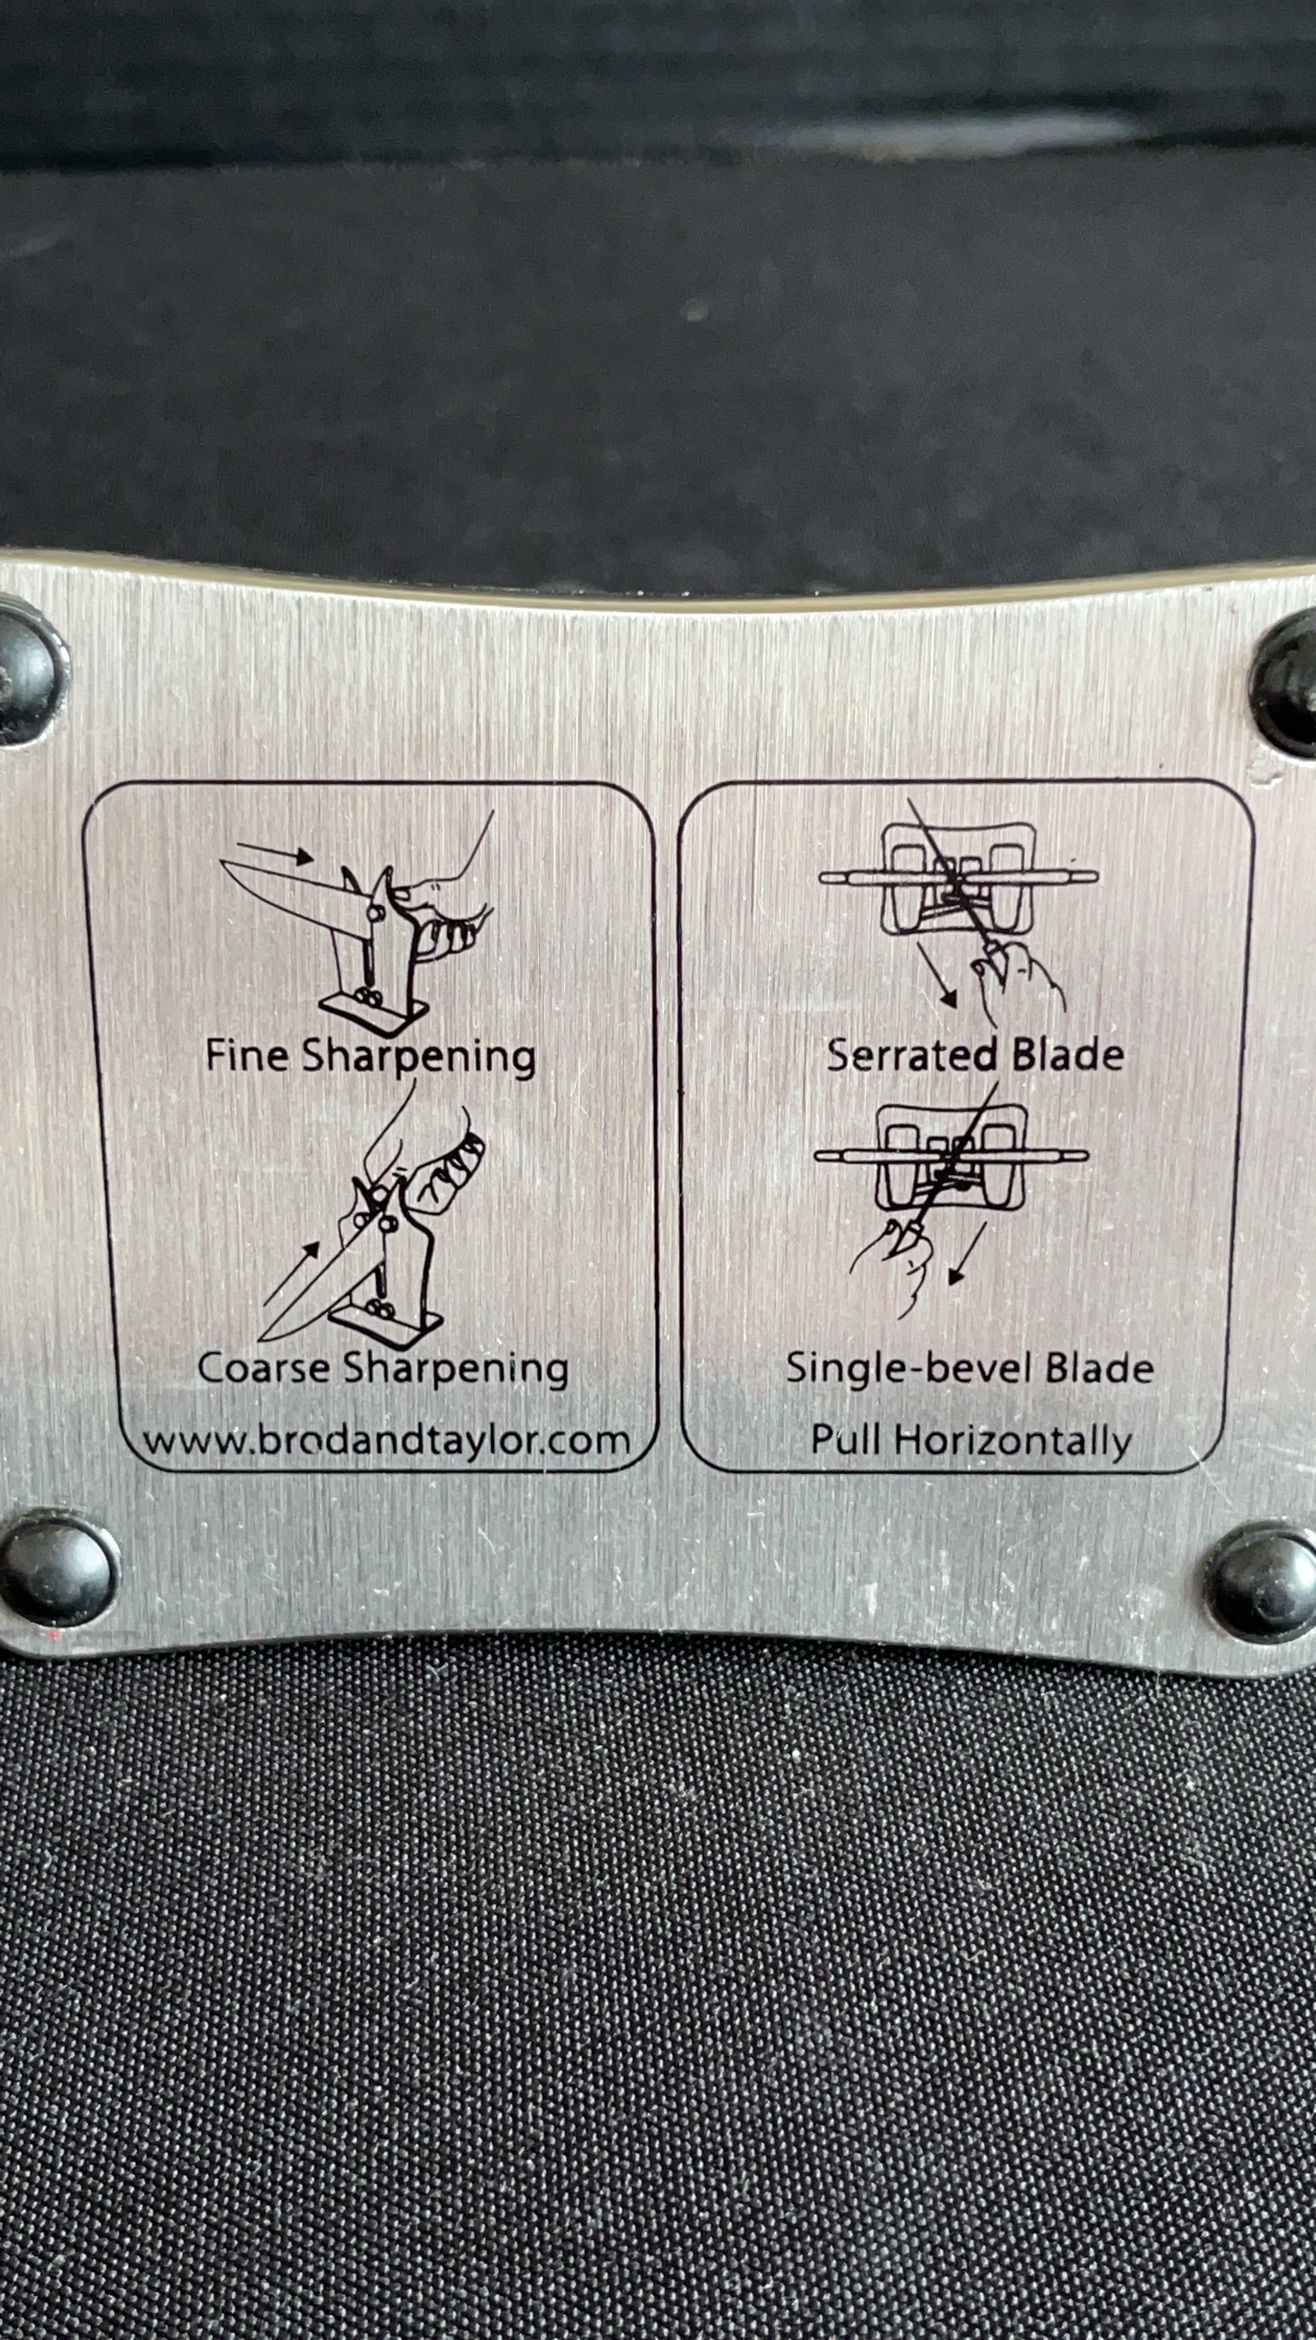 Fine Sharpening
Coarse Sharpening
www.brodandtaylor.com
Serrated Blade
Single-bevel Blade
Pull Horizontally